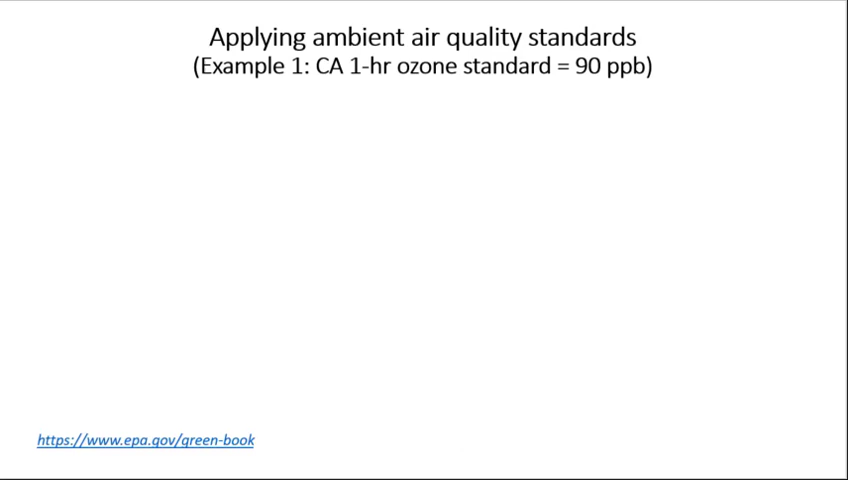 Applying ambient air quality standards
(Example 1: CA 1-hr ozone standard = 90 ppb)
https://www.epa.gov/green-book